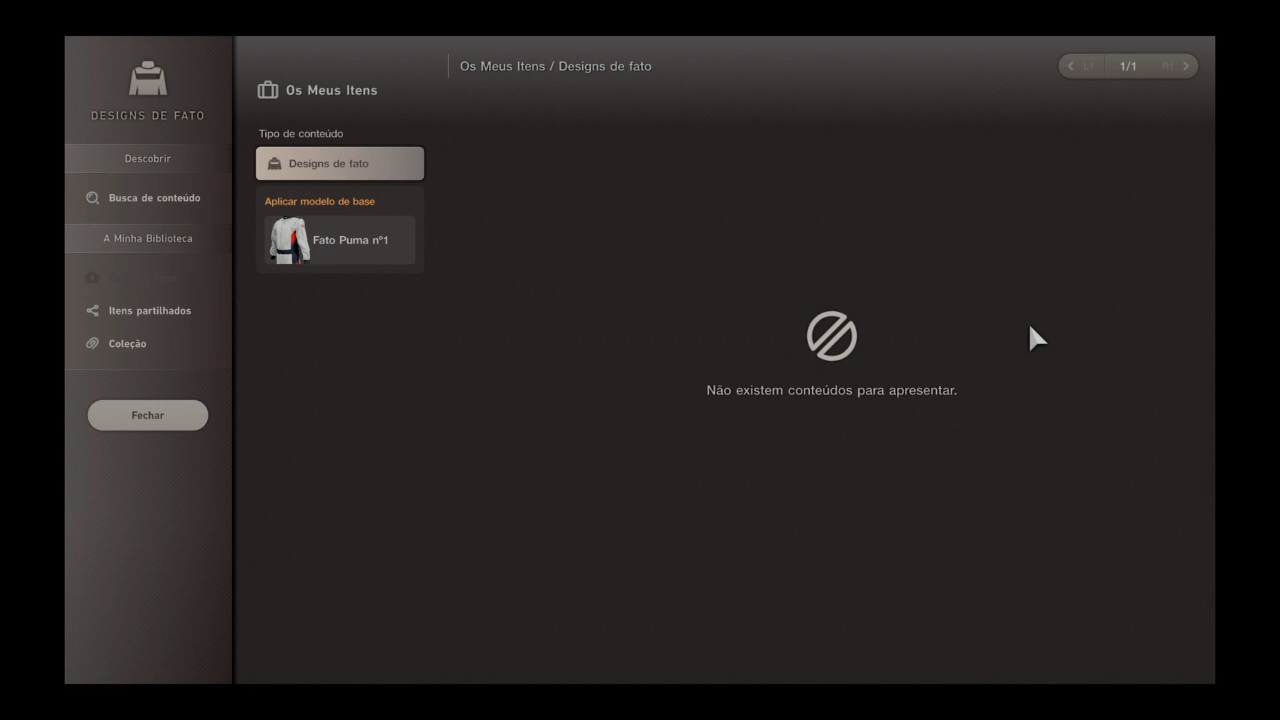 DESIGNS DE FATO
Descobrir
Busca de conteúdo
A Minha Biblioteca
Itens partilhados
Coleção
Fechar
Os Meus Itens / Designs de fato
L1
1/1
R1
Os Meus Itens
Tipo de conteúdo
Designs de fato
Aplicar modelo de base
Fato Puma nº1
Não existem conteúdos para apresentar.